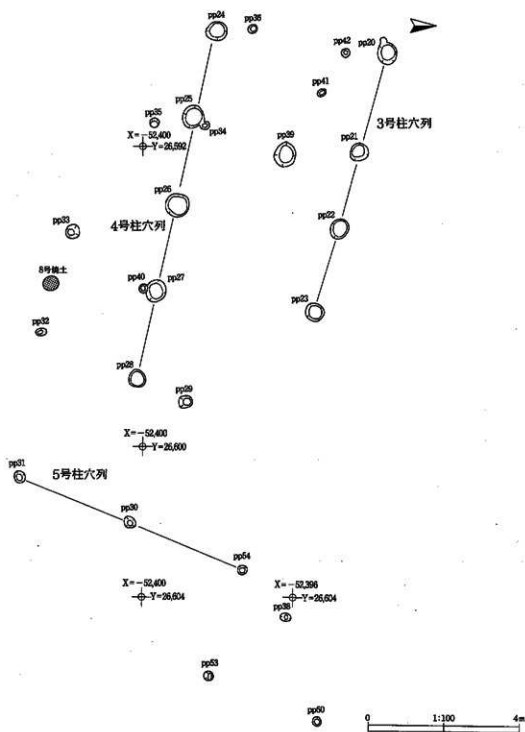 pp24
pp36
pp42
pp20
pp41
pp25
pp35
pp34
X=-52,400
Y=26,592
pp39
pp21
3号柱穴列
pp26
pp33
4号柱穴列
pp22
8号焼土
pp40
pp27
pp23
pp32
pp28
pp29
X=-52,400
Y=26,600
pp31
5号柱穴列
pp30
pp54
X=-52,400
Y=26,604
X=-52,396
Y=26,604
pp38
pp53
pp50
0 1:100 4m